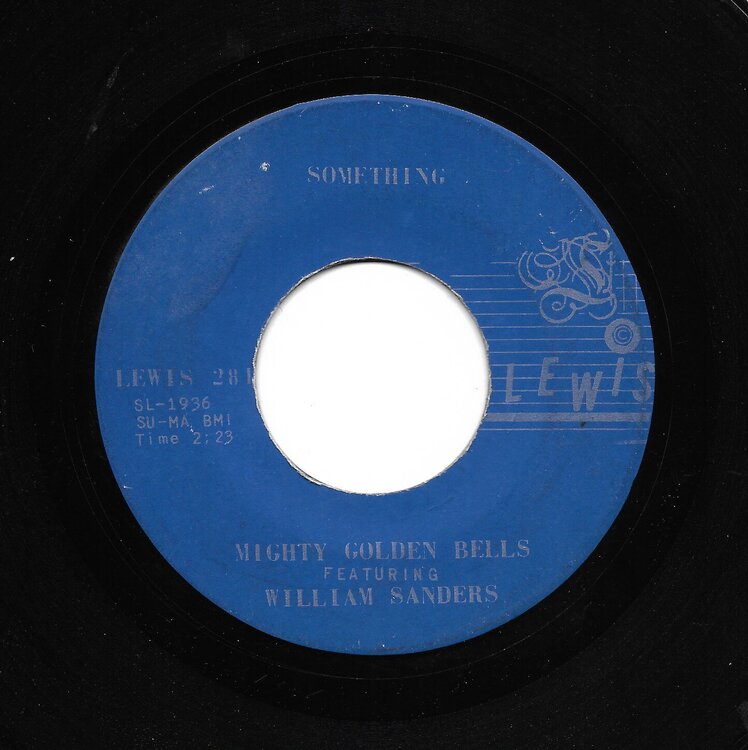 SOMETHING
©
LEWIS
LEWIS 281
SL-1936
SU-MA BMI
Time 2:23
MIGHTY GOLDEN BELLS
FEATURING
WILLIAM SANDERS